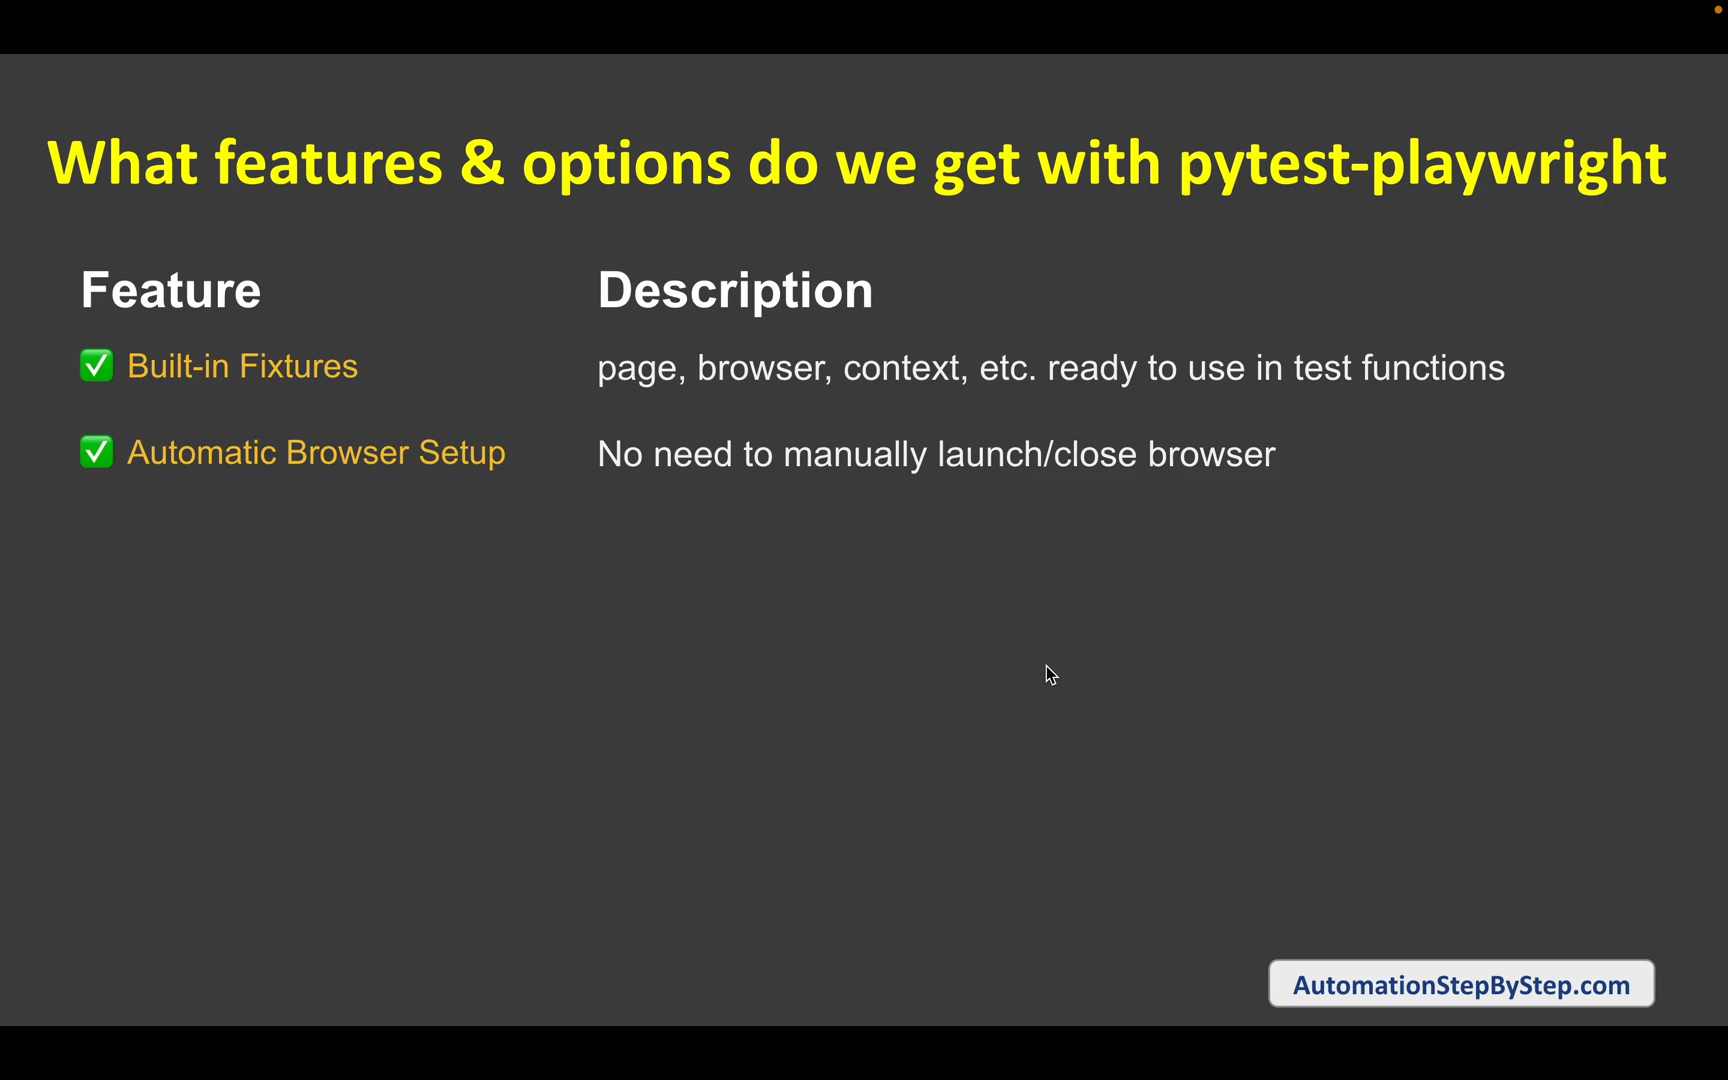 What features & options do we get with pytest-playwright
Feature Description
✅ Built-in Fixtures page, browser, context, etc. ready to use in test functions
✅ Automatic Browser Setup No need to manually launch/close browser
AutomationStepByStep.com